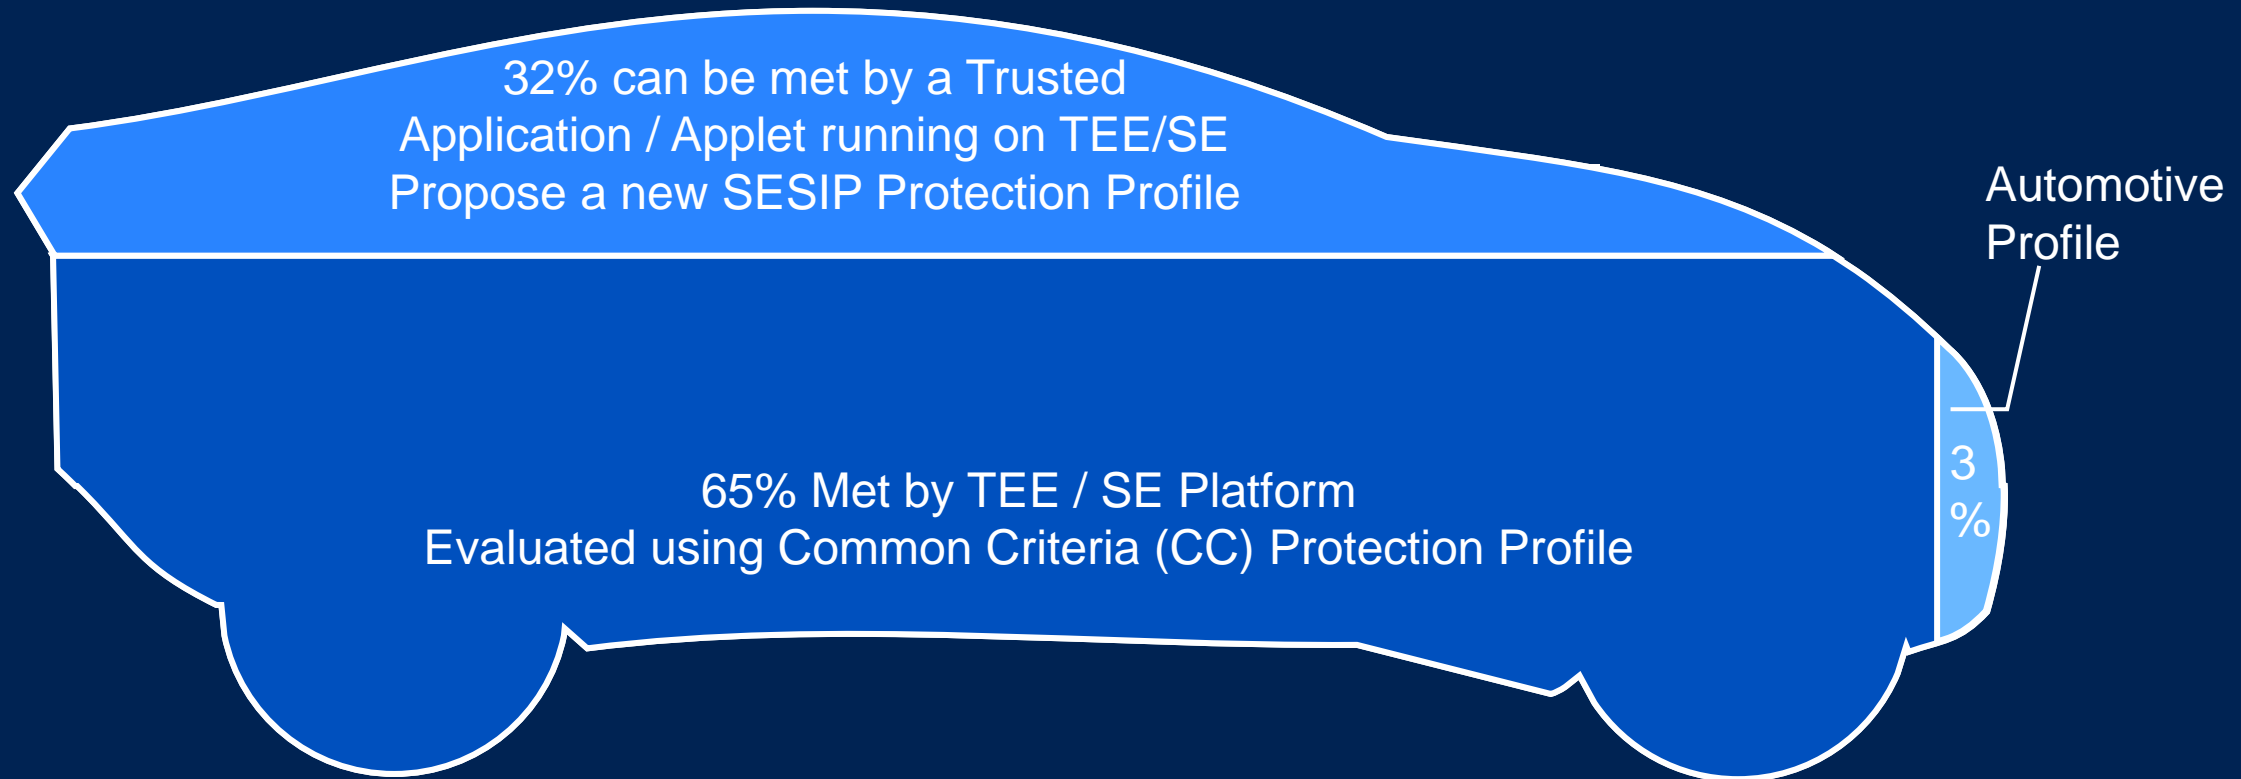 32% can be met by a Trusted
Application / Applet running on TEE/SE
Propose a new SESIP Protection Profile
Automotive
Profile
3
%
65% Met by TEE / SE Platform
Evaluated using Common Criteria (CC) Protection Profile